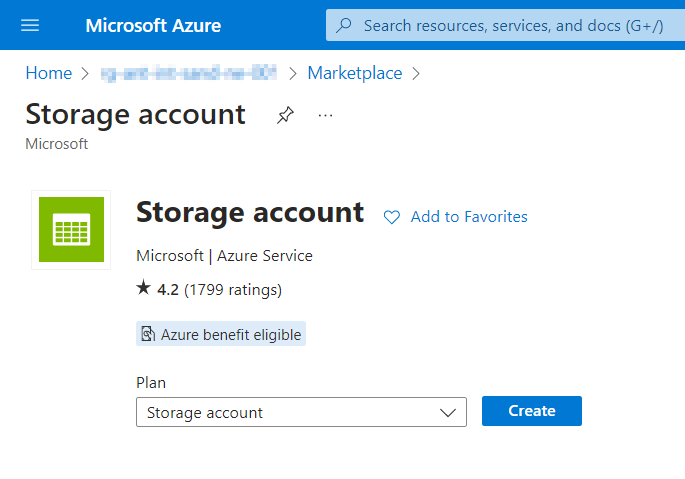 Microsoft Azure
Search resources, services, and docs (G+/)
Home > > Marketplace >
Storage account
Microsoft
Storage account
Add to Favorites
Microsoft | Azure Service
★ 4.2 (1799 ratings)
Azure benefit eligible
Plan
Storage account
Create